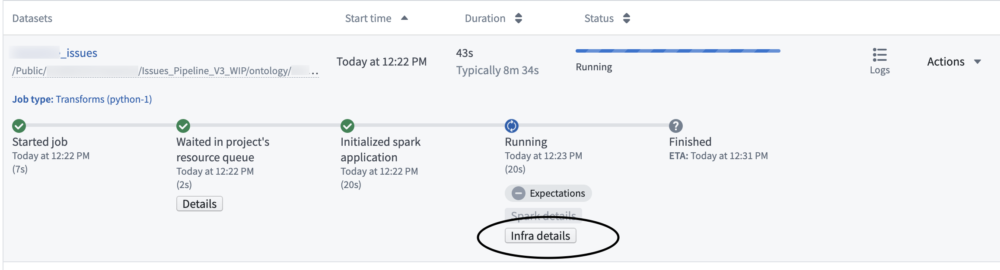 Datasets Start time Duration Status
_issues
/Public/ /Issues_Pipeline_V3_WIP/ontology/ ...
Today at 12:22 PM
43s
Typically 8m 34s
Running
Logs
Actions
Job type: Transforms (python-1)
Started job
Today at 12:22 PM
(7s)
Waited in project's
resource queue
Today at 12:22 PM
(2s)
Details
Initialized spark
application
Today at 12:22 PM
(20s)
Running
Today at 12:23 PM
(20s)
Expectations
Spark details
Infra details
Finished
ETA: Today at 12:31 PM